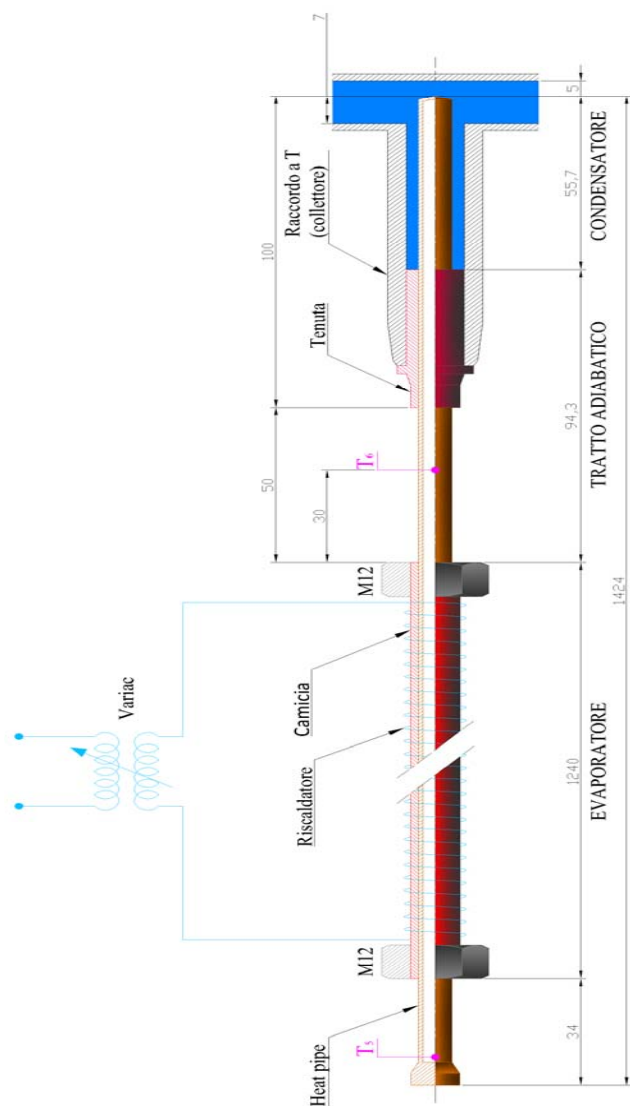 7
100
Raccordo a T
(collettore)
Tenuta
50
T6
30
M12
Variac
Camicia
Riscaldatore
M12
Heat pipe
T5
5
55,7
CONDENSATORE
94,3
TRATTO ADIABATICO
1424
1240
EVAPORATORE
34